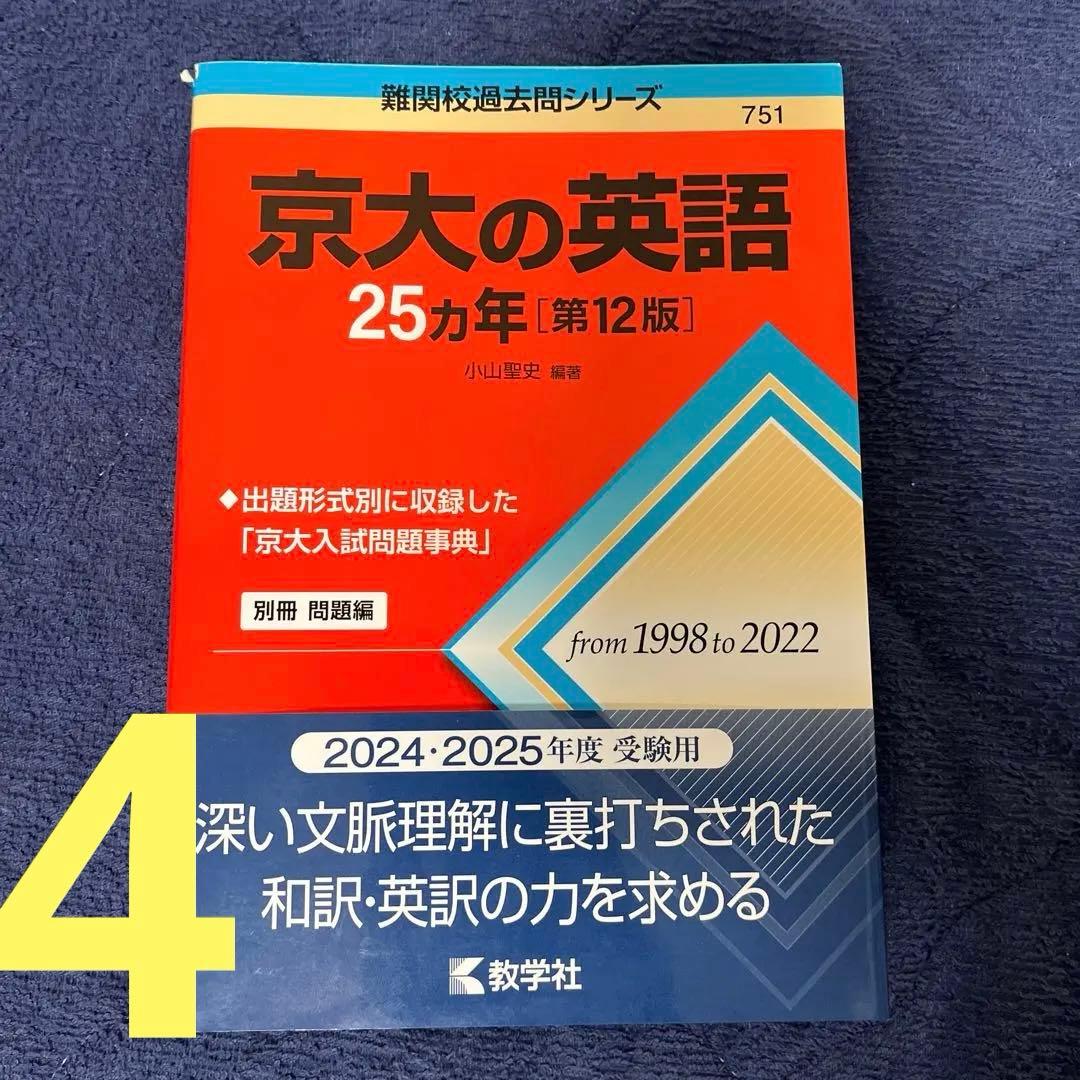 難関校過去問シリーズ
751
京大の英語
25カ年[第12版]
小山聖史 編著
◆出題形式別に収録した
「京大入試問題事典」
別冊 問題編
from 1998 to 2022
2024・2025年度 受験用
深い文脈理解に裏打ちされた
和訳・英訳の力を求める
教学社
4